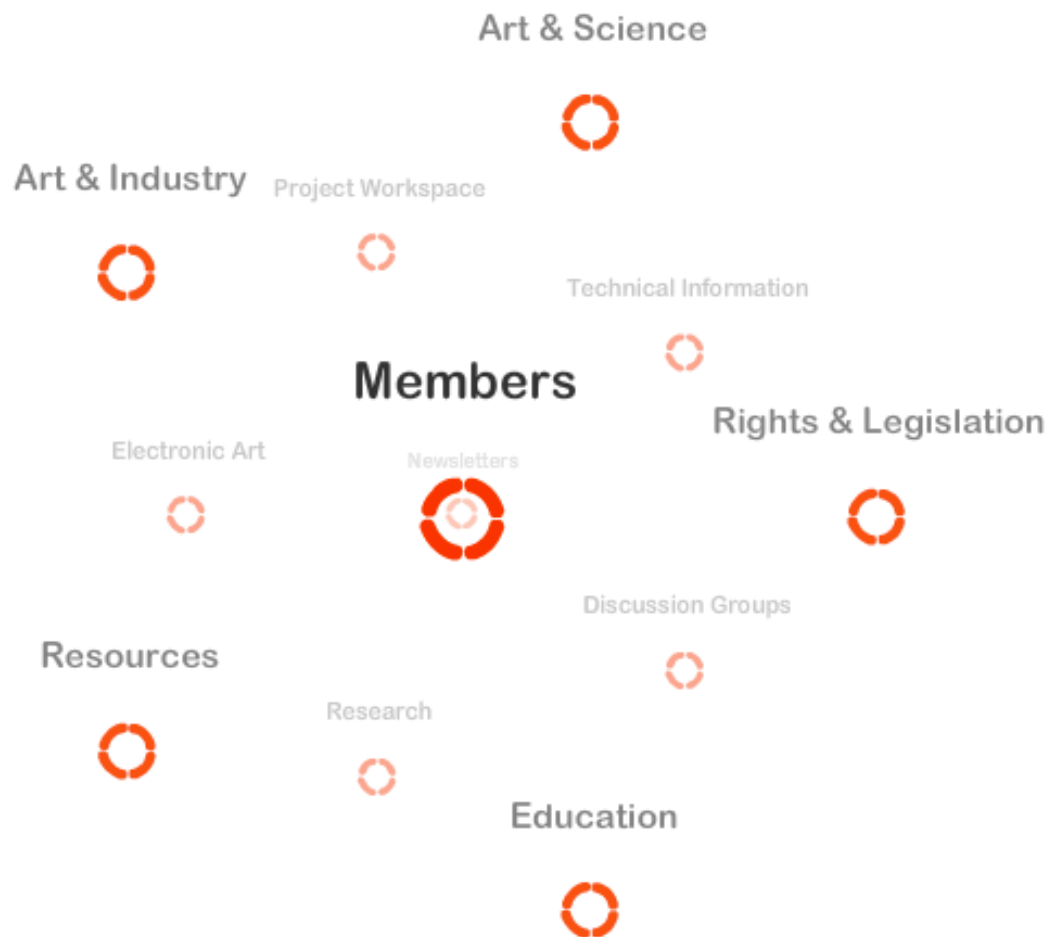 Art & Science
Art & Industry
Project Workspace
Technical Information
Members
Rights & Legislation
Electronic Art
Newsletters
Discussion Groups
Resources
Research
Education